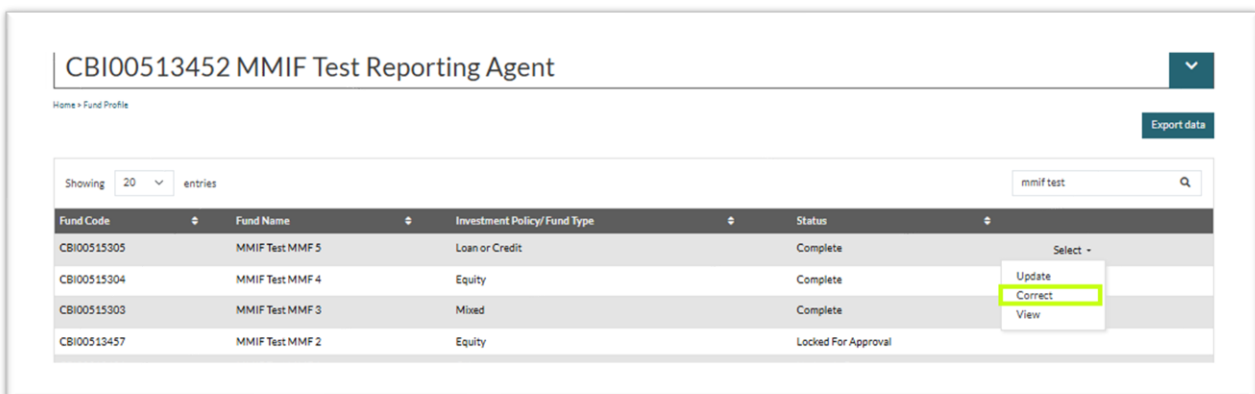 CBI00513452 MMIF Test Reporting Agent
Home > Fund Profile
Export data
Showing 20 entries
mmif test
Fund Code Fund Name Investment Policy/Fund Type Status
CBI00515305 MMIF Test MMF 5 Loan or Credit Complete Select
CBI00515304 MMIF Test MMF 4 Equity Complete Update
Correct
CBI00515303 MMIF Test MMF 3 Mixed Complete View
CBI00513457 MMIF Test MMF 2 Equity Locked For Approval